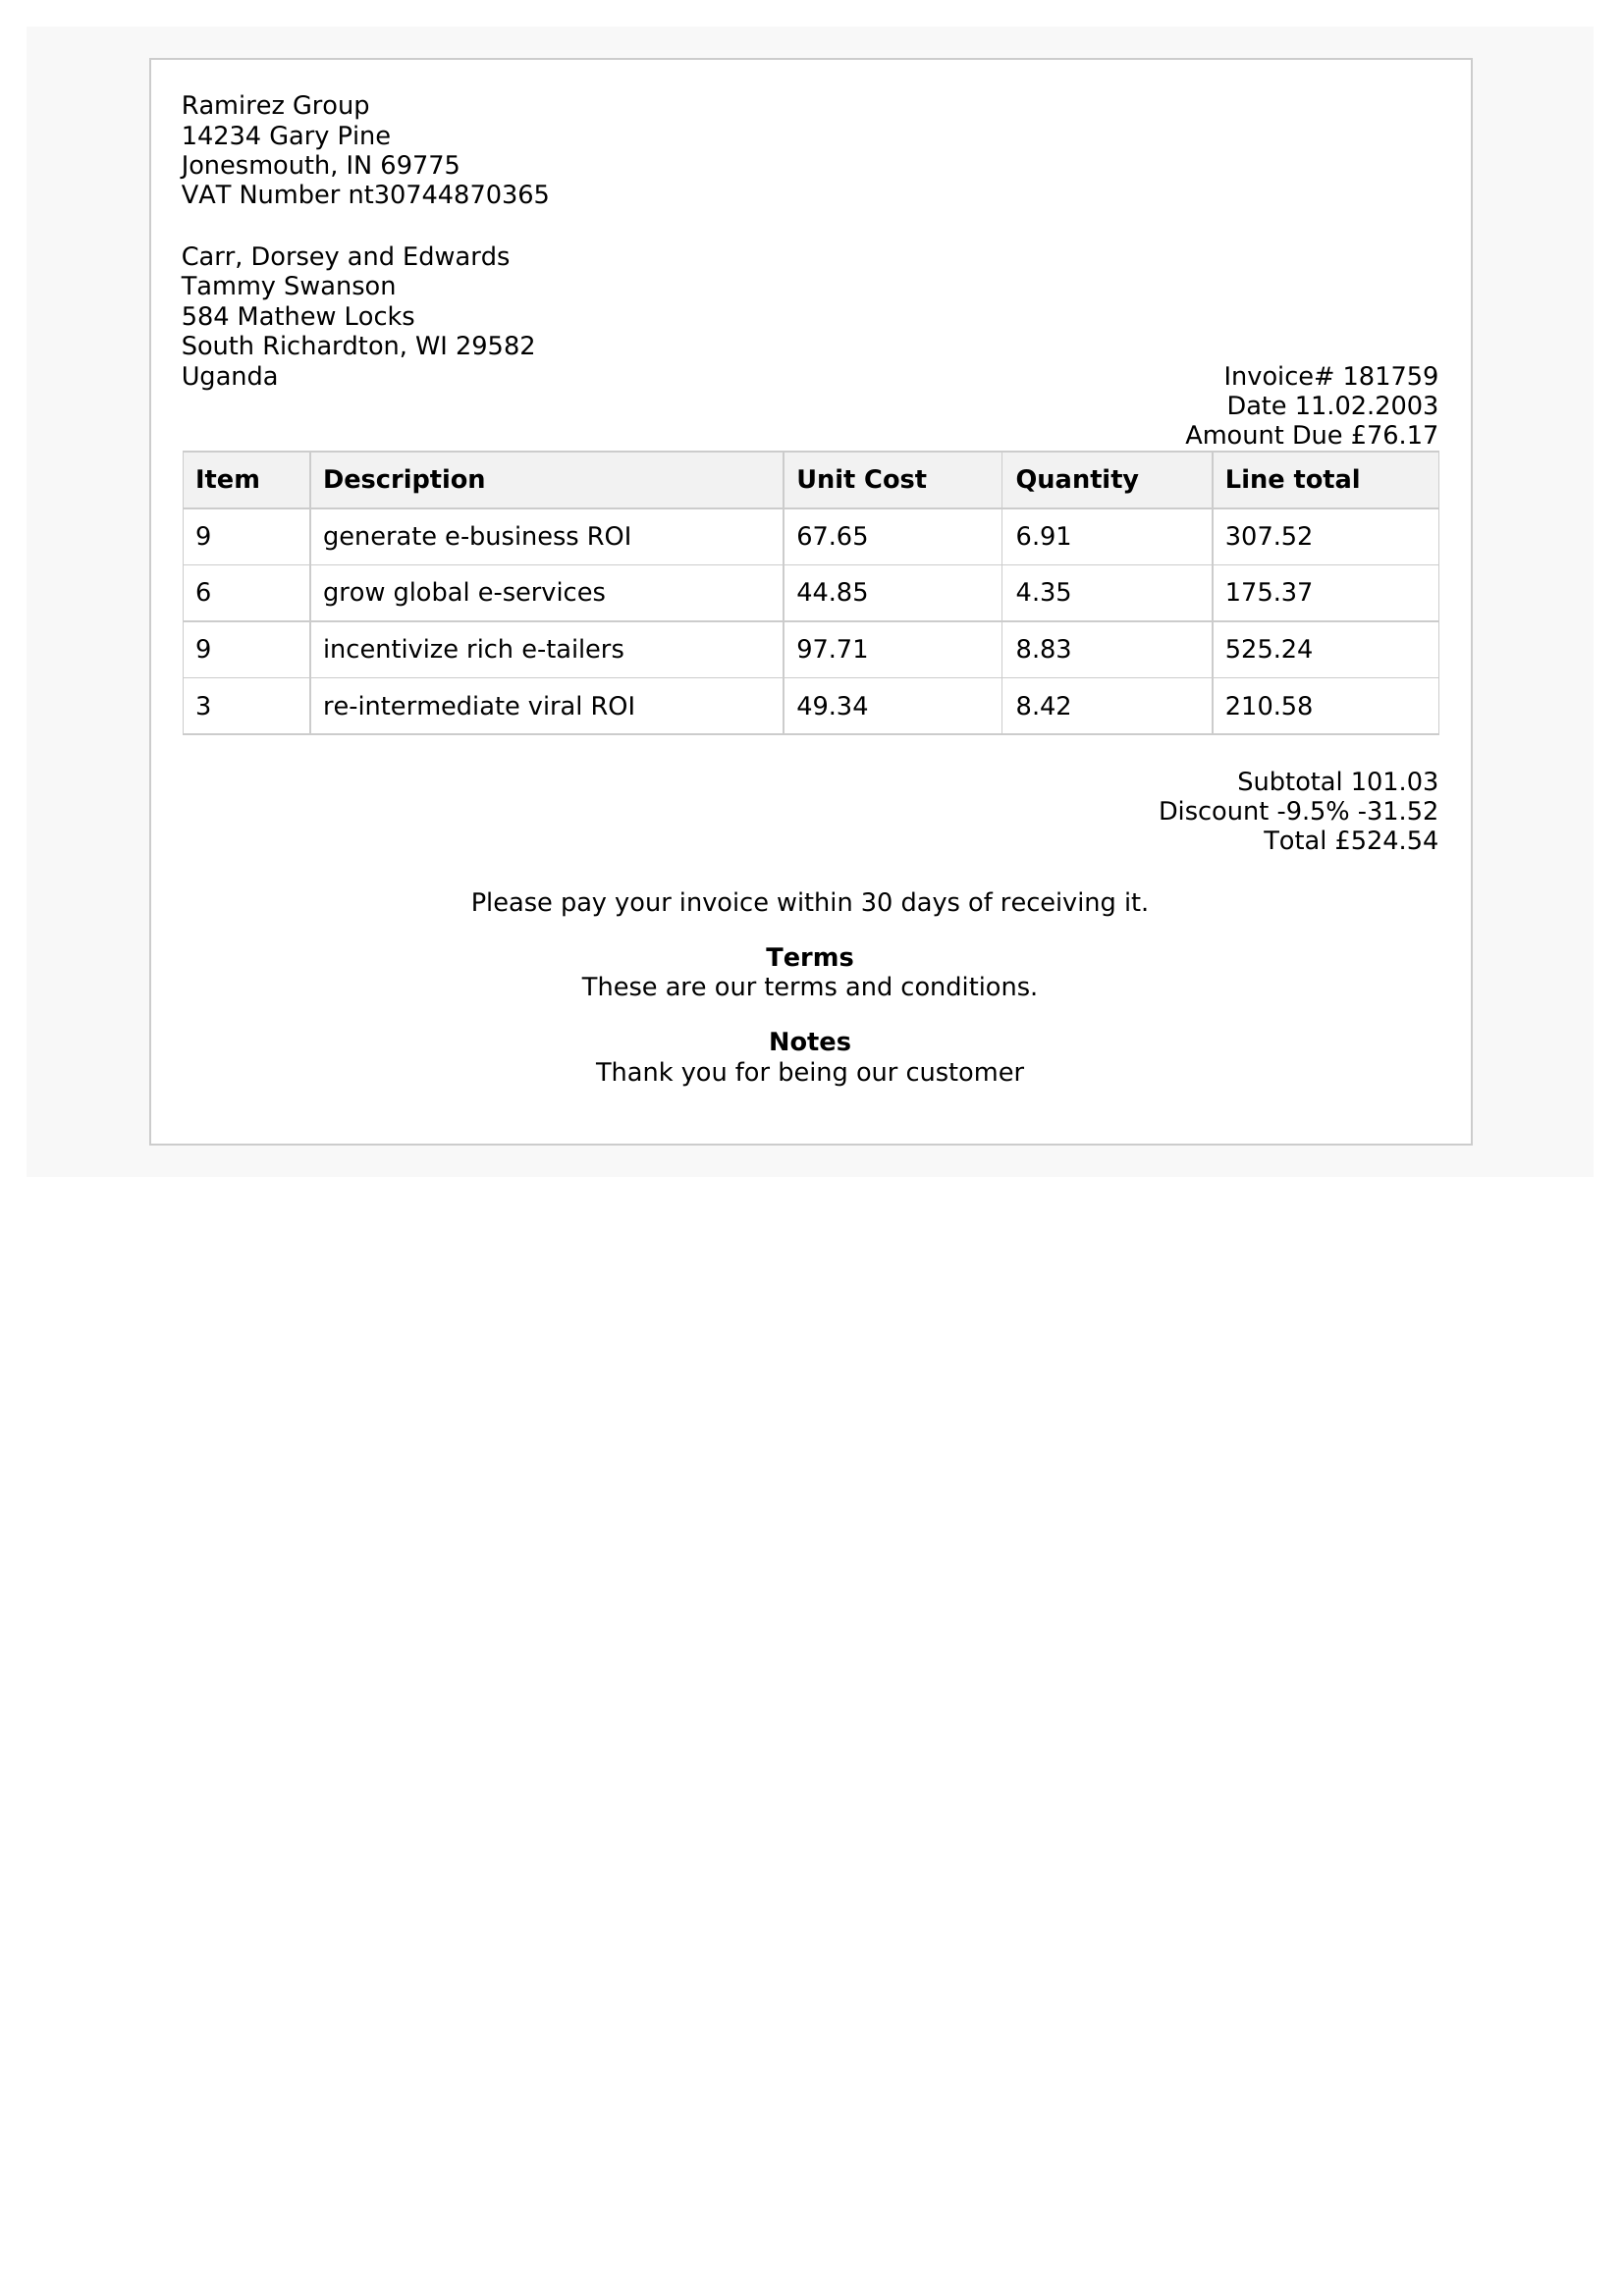 Ramirez Group
14234 Gary Pine
Jonesmouth, IN 69775
VAT Number nt30744870365
Carr, Dorsey and Edwards
Tammy Swanson
584 Mathew Locks
South Richardton, WI 29582
Uganda
Invoice# 181759
Date 11.02.2003
Amount Due £76.17
Item Description Unit Cost Quantity Line total
9 generate e-business ROI 67.65 6.91 307.52
6 grow global e-services 44.85 4.35 175.37
9 incentivize rich e-tailers 97.71 8.83 525.24
3 re-intermediate viral ROI 49.34 8.42 210.58
Subtotal 101.03
Discount -9.5% -31.52
Total £524.54
Please pay your invoice within 30 days of receiving it.
Terms
These are our terms and conditions.
Notes
Thank you for being our customer